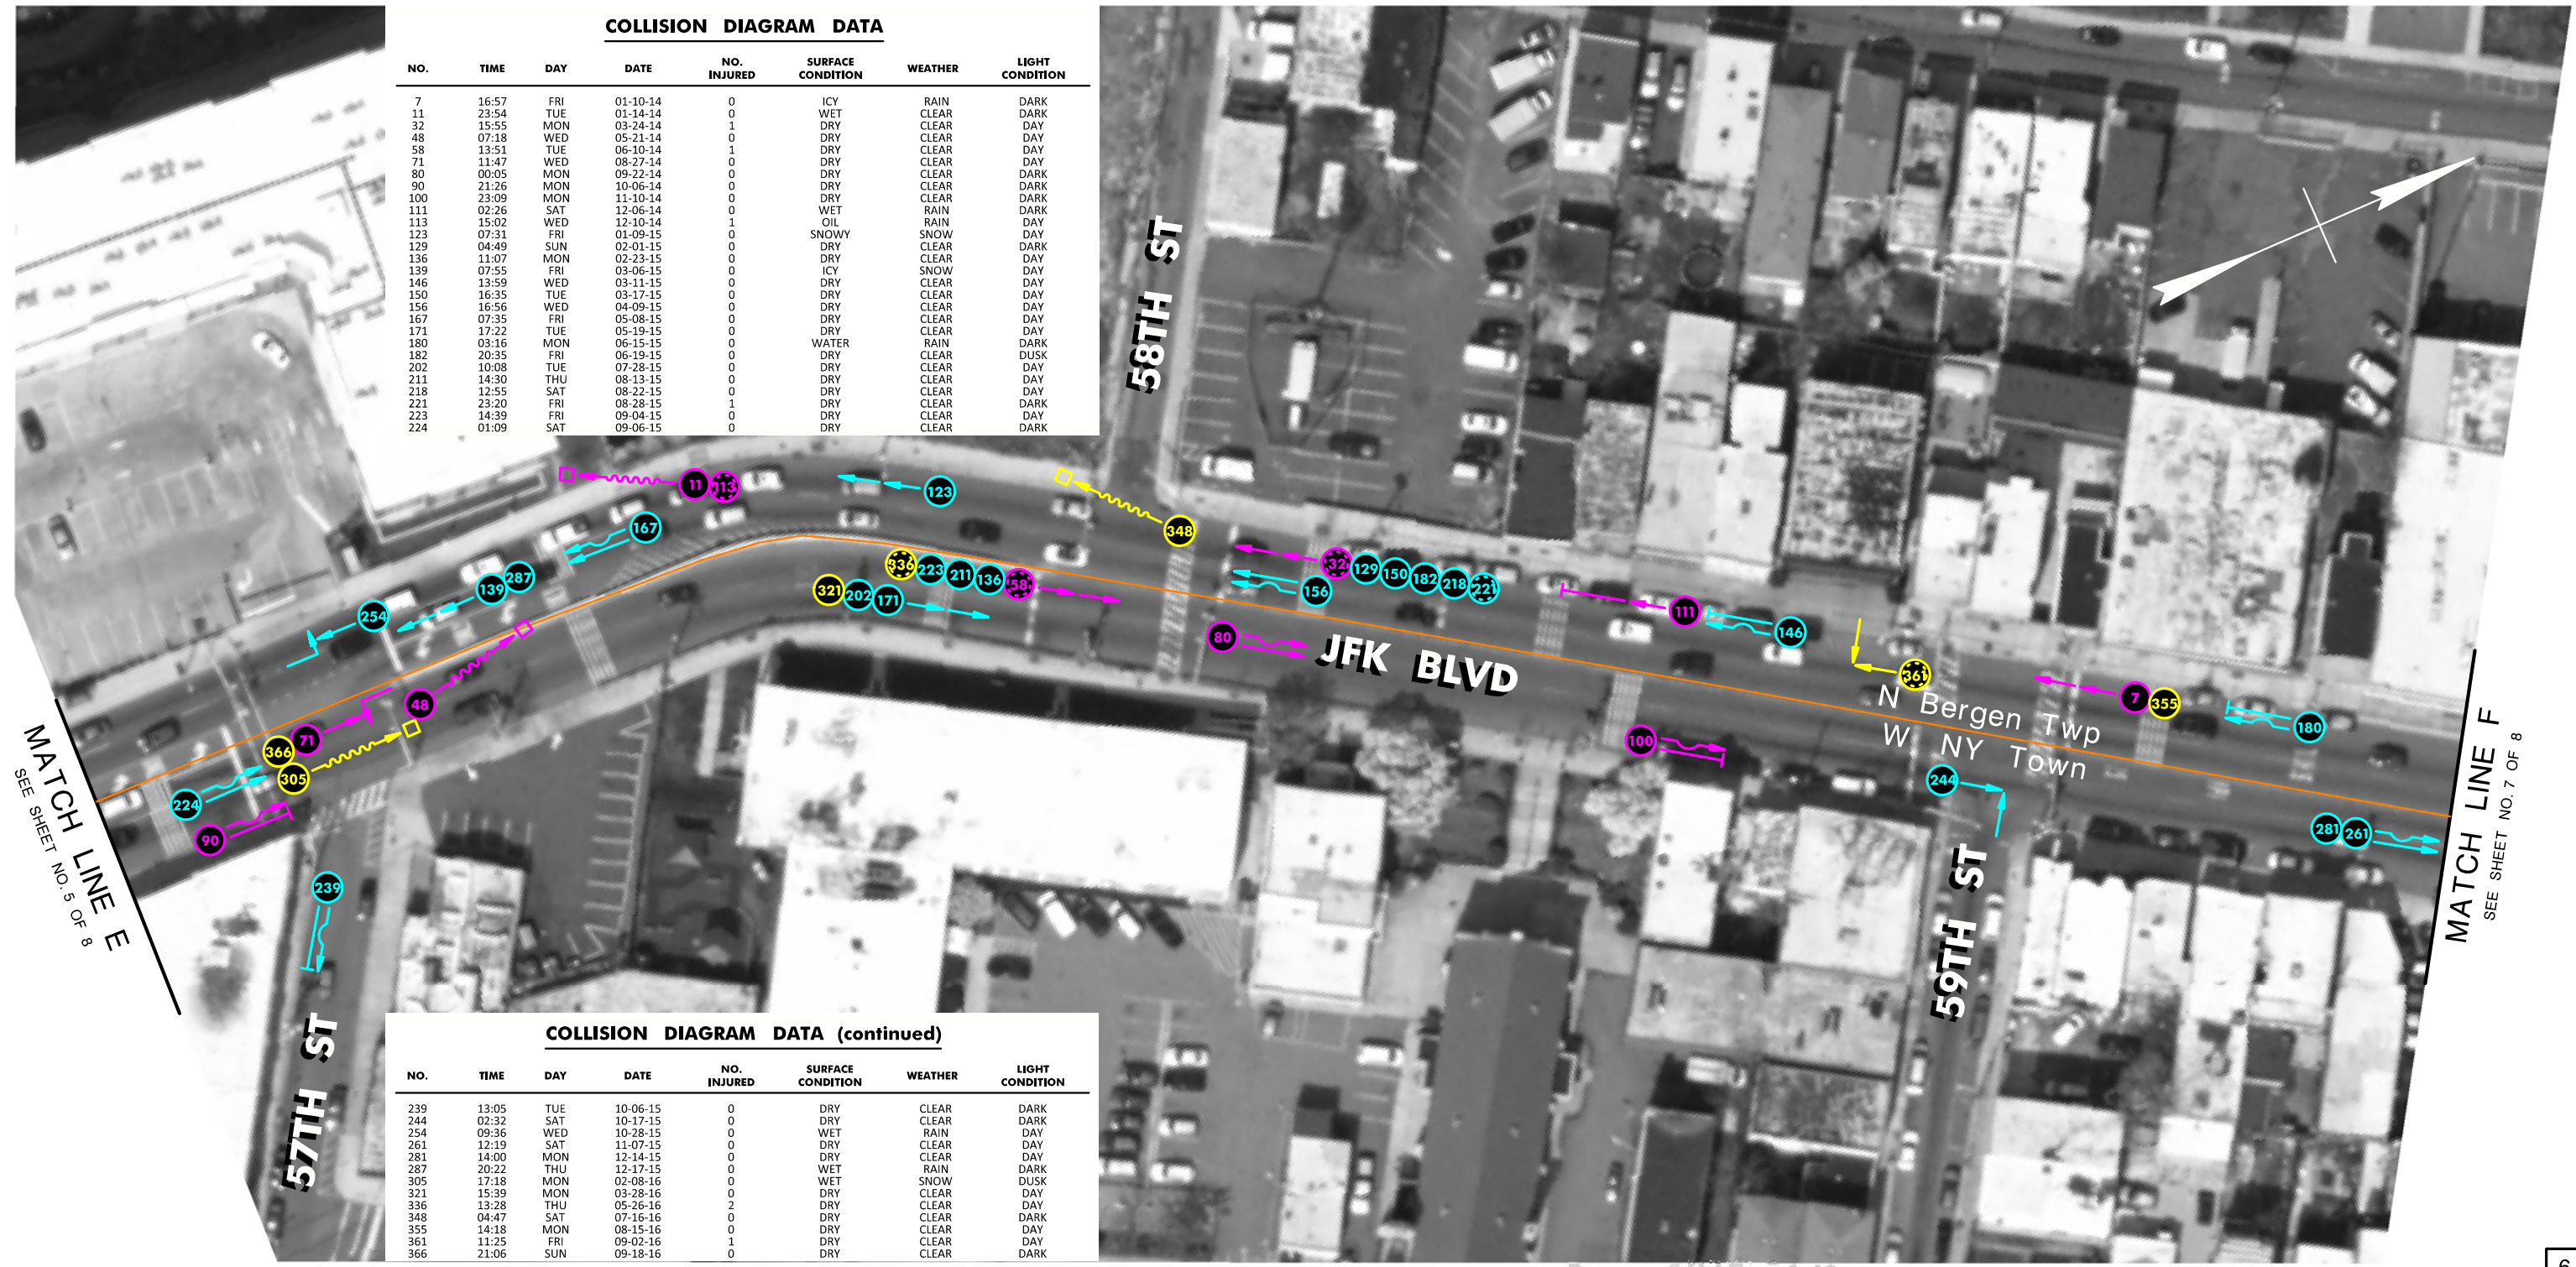 COLLISION DIAGRAM DATA
NO. TIME DAY DATE NO. INJURED SURFACE CONDITION WEATHER LIGHT CONDITION
7 16:57 FRI 01-10-14 0 ICY RAIN DARK
11 23:54 TUE 01-14-14 0 WET CLEAR DARK
32 15:55 MON 03-24-14 1 DRY CLEAR DAY
48 07:18 WED 05-21-14 0 DRY CLEAR DAY
58 13:51 TUE 06-10-14 1 DRY CLEAR DAY
71 11:47 WED 08-27-14 0 DRY CLEAR DAY
80 00:05 MON 09-22-14 0 DRY CLEAR DARK
90 21:26 MON 10-06-14 0 DRY CLEAR DARK
100 23:09 MON 11-10-14 0 DRY CLEAR DARK
111 02:26 SAT 12-06-14 0 WET RAIN DARK
113 15:02 WED 12-10-14 1 OIL RAIN DAY
123 07:31 FRI 01-09-15 0 SNOWY SNOW DAY
129 04:49 SUN 02-01-15 0 DRY CLEAR DARK
136 11:07 MON 02-23-15 0 DRY CLEAR DAY
139 07:55 FRI 03-06-15 0 ICY SNOW DAY
146 13:59 WED 03-11-15 0 DRY CLEAR DAY
150 16:35 TUE 03-17-15 0 DRY CLEAR DAY
156 16:56 WED 04-09-15 0 DRY CLEAR DAY
167 07:35 FRI 05-08-15 0 DRY CLEAR DAY
171 17:22 TUE 05-19-15 0 DRY CLEAR DAY
180 03:16 MON 06-15-15 0 WATER RAIN DARK
182 20:35 FRI 06-19-15 0 DRY CLEAR DUSK
202 10:08 TUE 07-28-15 0 DRY CLEAR DAY
211 14:30 THU 08-13-15 0 DRY CLEAR DAY
218 12:55 SAT 08-22-15 0 DRY CLEAR DAY
221 23:20 FRI 08-28-15 1 DRY CLEAR DARK
223 14:39 FRI 09-04-15 0 DRY CLEAR DAY
224 01:09 SAT 09-06-15 0 DRY CLEAR DARK
58TH ST
11 113
123
167
348
336 223 211 136 58
321 202 171
32 129 150 182 218 221
156
139 287
254
111
146
80
JFK BLVD
361
N Bergen Twp
W NY Town
7 355
180
48
71
366
305
224
90
100
244
281 261
239
MATCH LINE E
SEE SHEET NO. 5 OF 8
MATCH LINE F
SEE SHEET NO. 7 OF 8
57TH ST
59TH ST
COLLISION DIAGRAM DATA (continued)
NO. TIME DAY DATE NO. INJURED SURFACE CONDITION WEATHER LIGHT CONDITION
239 13:05 TUE 10-06-15 0 DRY CLEAR DARK
244 02:32 SAT 10-17-15 0 DRY CLEAR DARK
254 09:36 WED 10-28-15 0 WET RAIN DAY
261 12:19 SAT 11-07-15 0 DRY CLEAR DAY
281 14:00 MON 12-14-15 0 DRY CLEAR DAY
287 20:22 THU 12-17-15 0 WET RAIN DARK
305 17:18 MON 02-08-16 0 WET SNOW DUSK
321 15:39 MON 03-28-16 0 DRY CLEAR DAY
336 13:28 THU 05-26-16 2 DRY CLEAR DAY
348 04:47 SAT 07-16-16 0 DRY CLEAR DARK
355 14:18 MON 08-15-16 0 DRY CLEAR DAY
361 11:25 FRI 09-02-16 1 DRY CLEAR DAY
366 21:06 SUN 09-18-16 0 DRY CLEAR DARK